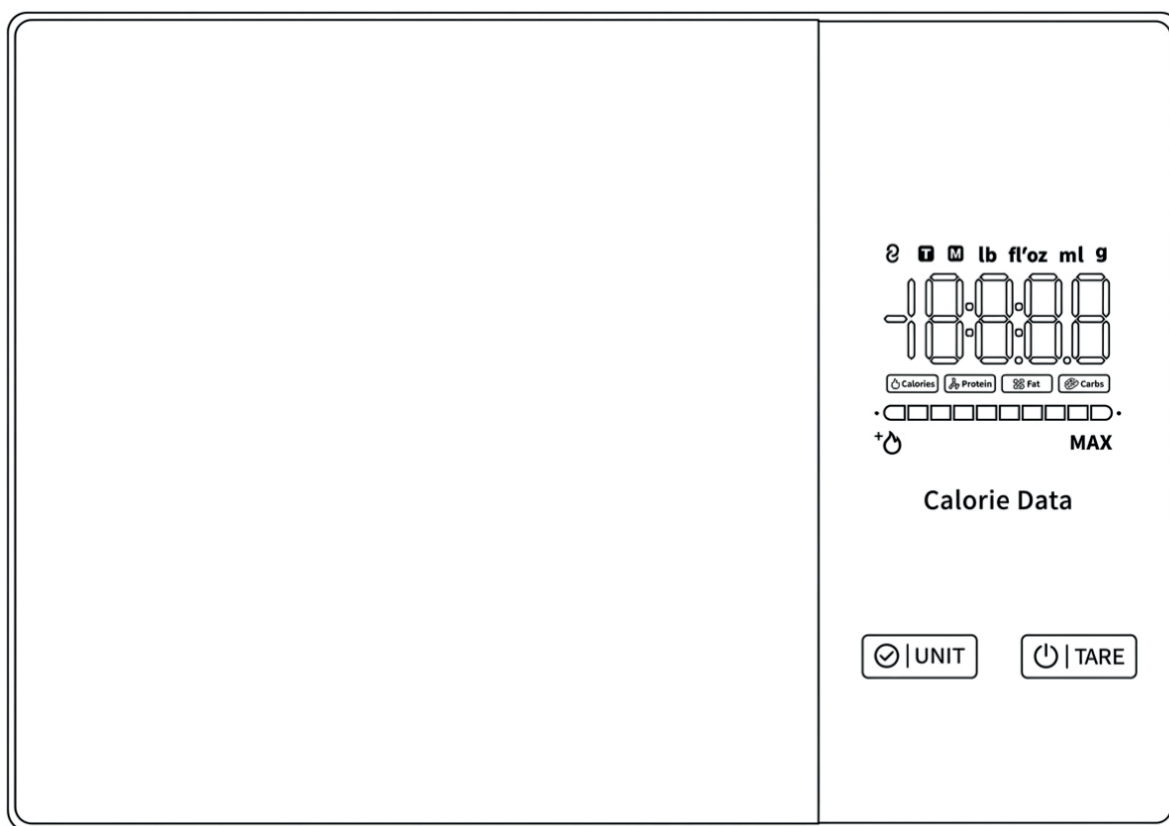 T M lb fl'oz ml g
Calories Protein Fat Carbs
+ MAX
Calorie Data
UNIT | TARE